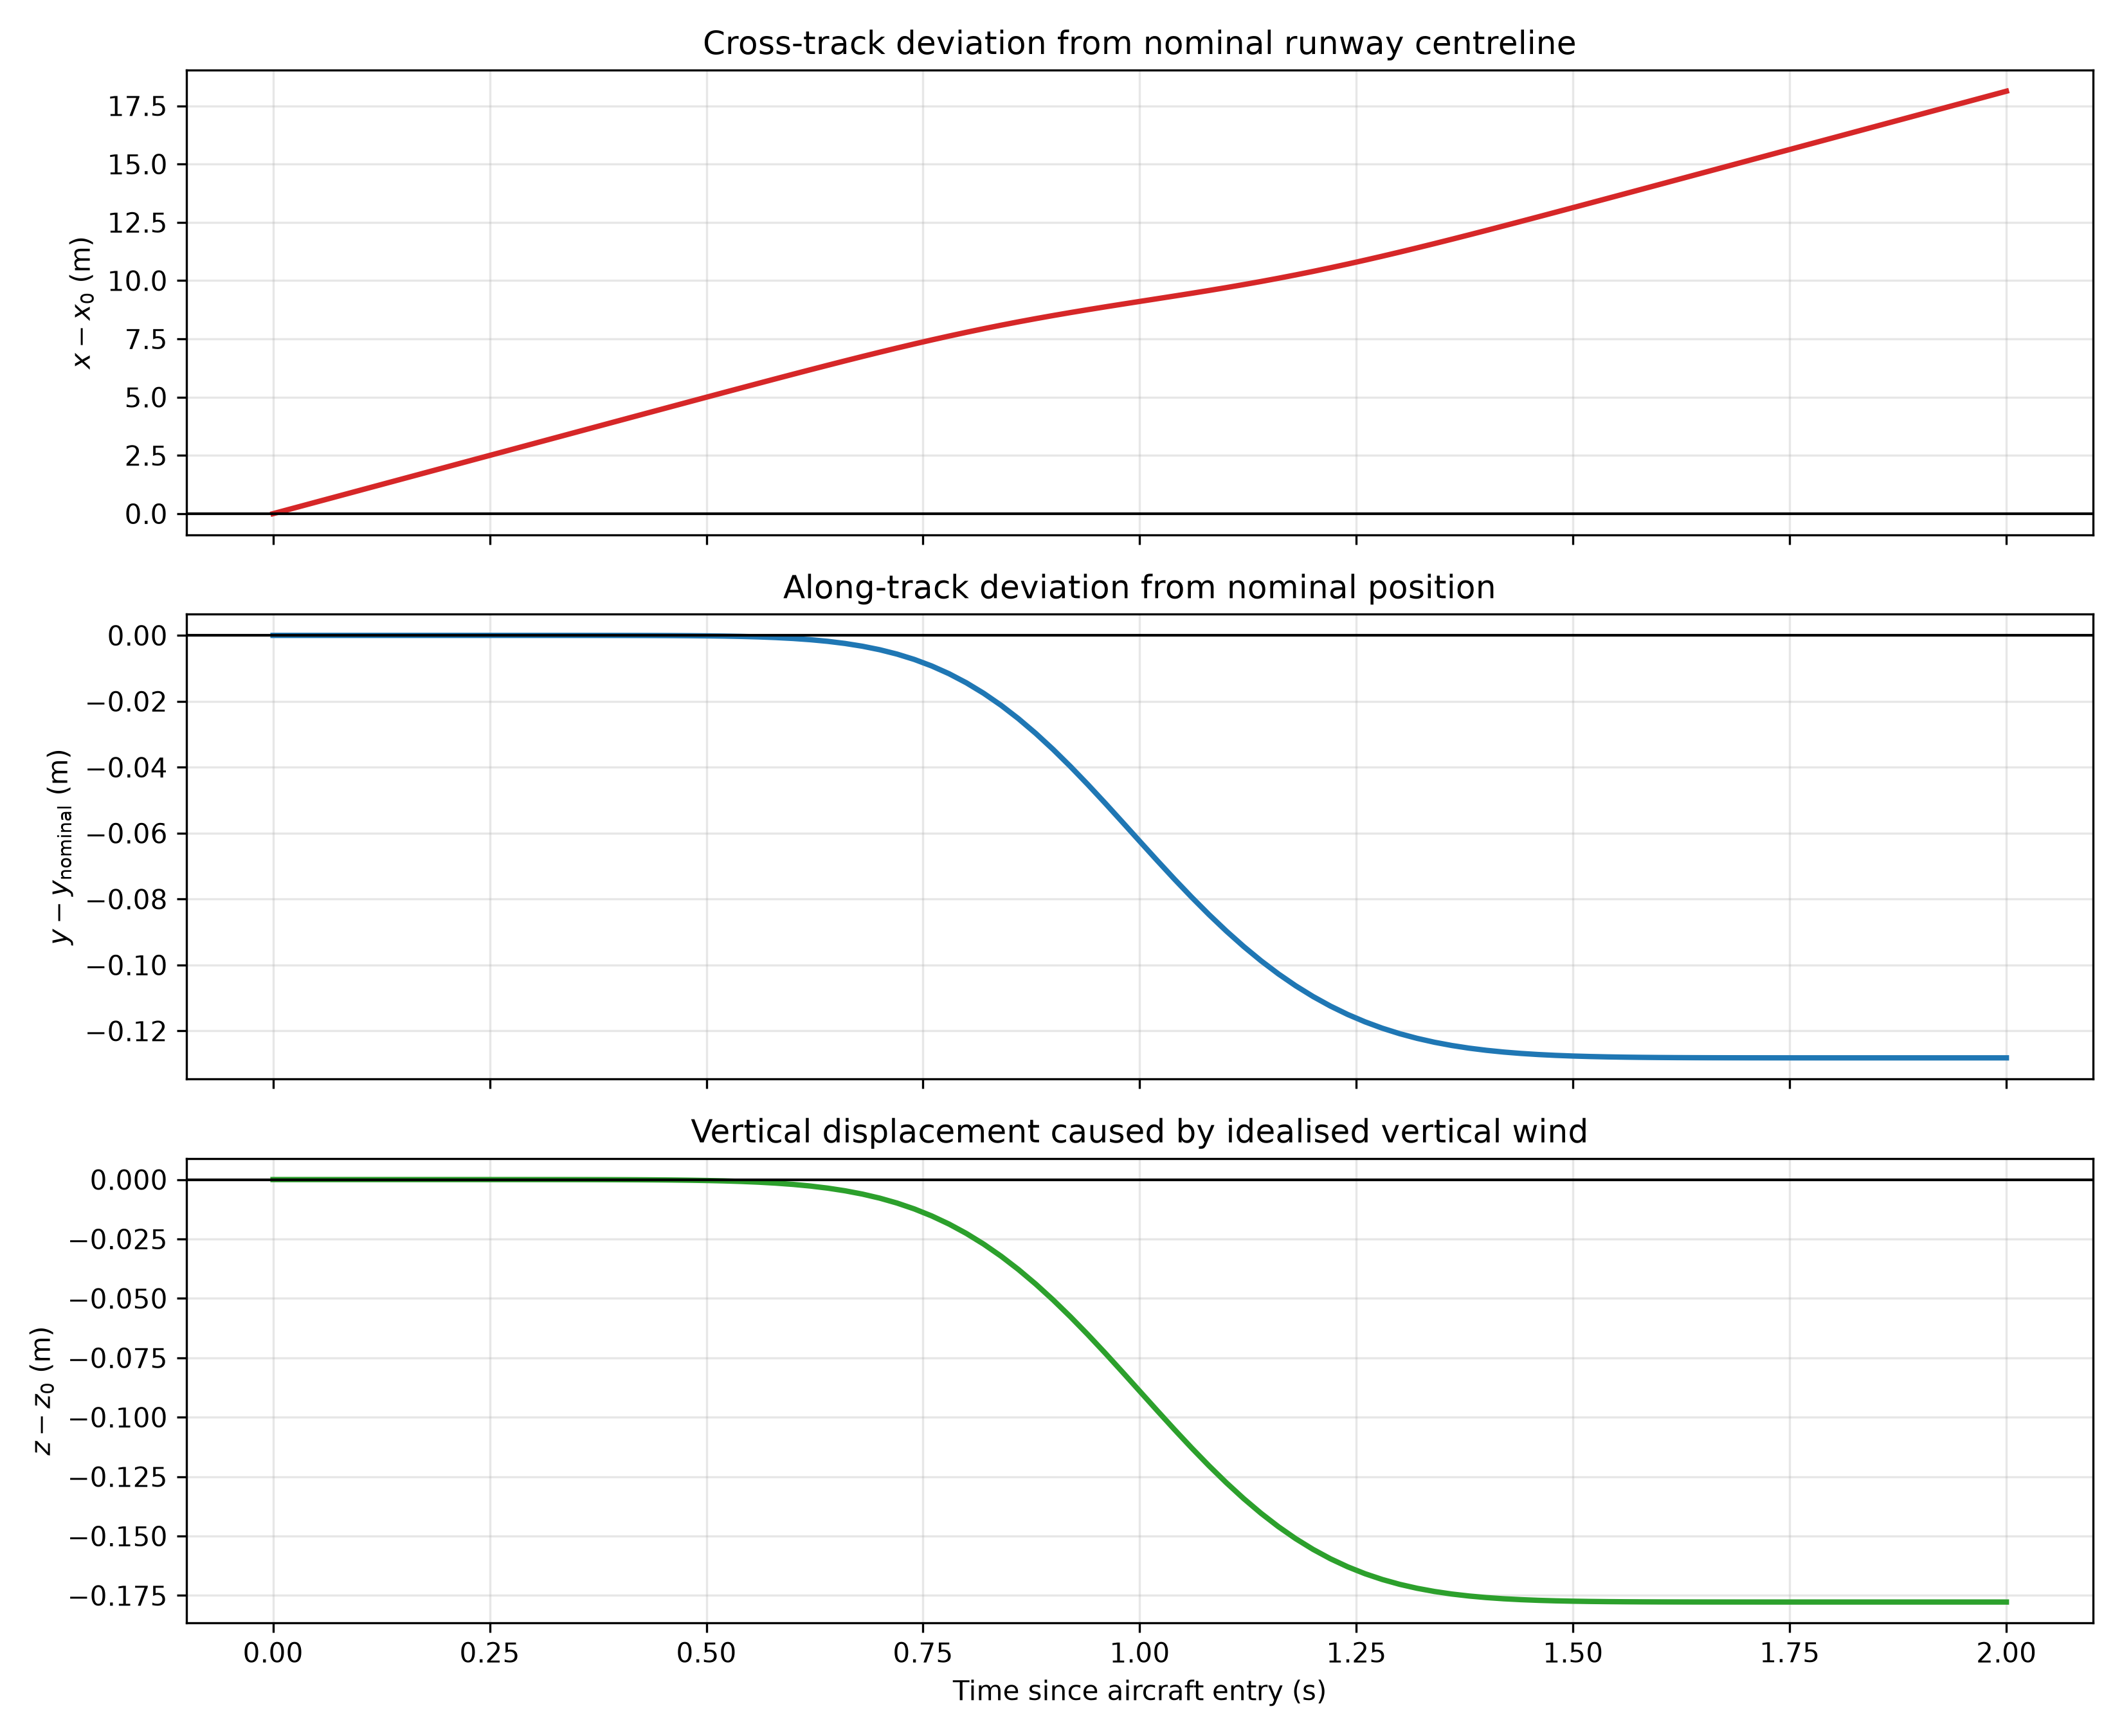 Cross-track deviation from nominal runway centreline
17.5
15.0
12.5
10.0
7.5
5.0
2.5
0.0
x − x₀ (m)
Along-track deviation from nominal position
0.00
−0.02
−0.04
−0.06
−0.08
−0.10
−0.12
y − y_nominal (m)
Vertical displacement caused by idealised vertical wind
0.000
−0.025
−0.050
−0.075
−0.100
−0.125
−0.150
−0.175
z − z₀ (m)
0.00 0.25 0.50 0.75 1.00 1.25 1.50 1.75 2.00
Time since aircraft entry (s)